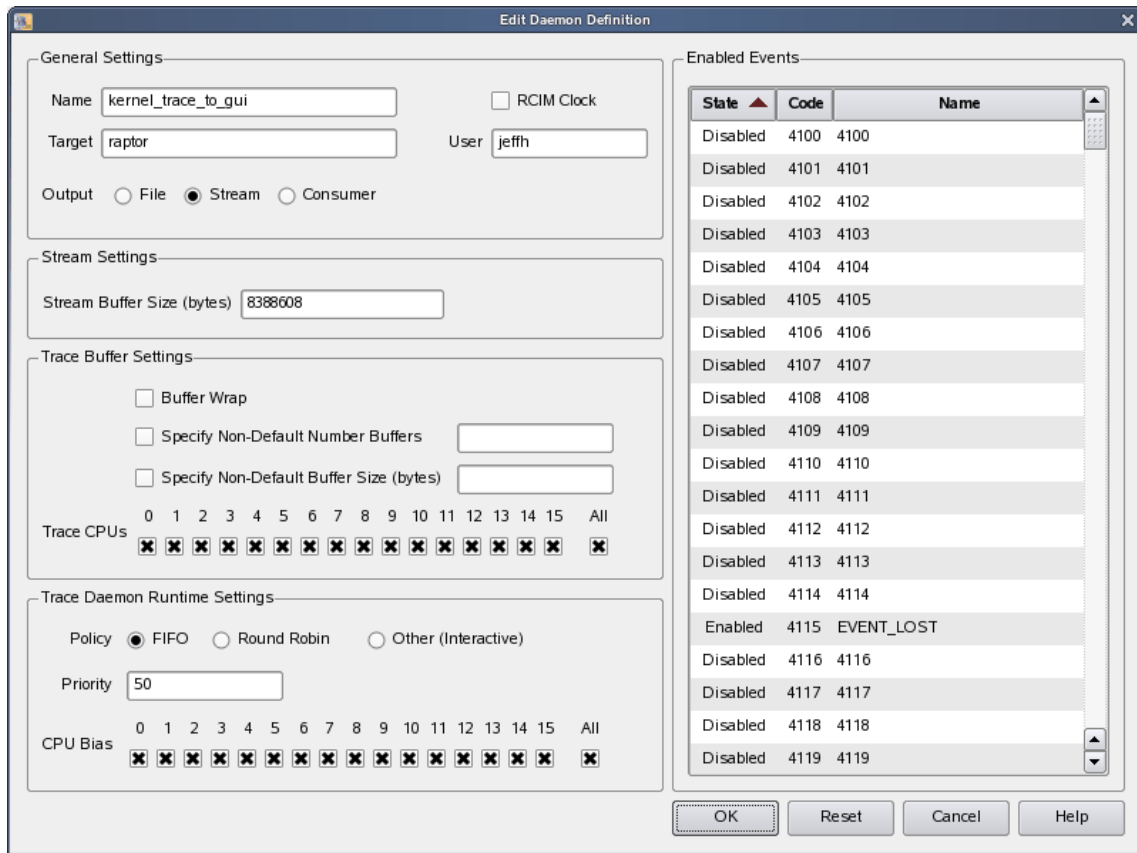 Edit Daemon Definition
General Settings
Name kernel_trace_to_gui RCIM Clock
Target raptor User jeffh
Output File Stream Consumer
Stream Settings
Stream Buffer Size (bytes) 8388608
Trace Buffer Settings
Buffer Wrap
Specify Non-Default Number Buffers
Specify Non-Default Buffer Size (bytes)
0 1 2 3 4 5 6 7 8 9 10 11 12 13 14 15 All
Trace CPUs
Trace Daemon Runtime Settings
Policy FIFO Round Robin Other (Interactive)
Priority 50
0 1 2 3 4 5 6 7 8 9 10 11 12 13 14 15 All
CPU Bias
Enabled Events
State Code Name
Disabled 4100 4100
Disabled 4101 4101
Disabled 4102 4102
Disabled 4103 4103
Disabled 4104 4104
Disabled 4105 4105
Disabled 4106 4106
Disabled 4107 4107
Disabled 4108 4108
Disabled 4109 4109
Disabled 4110 4110
Disabled 4111 4111
Disabled 4112 4112
Disabled 4113 4113
Disabled 4114 4114
Enabled 4115 EVENT_LOST
Disabled 4116 4116
Disabled 4117 4117
Disabled 4118 4118
Disabled 4119 4119
OK Reset Cancel Help